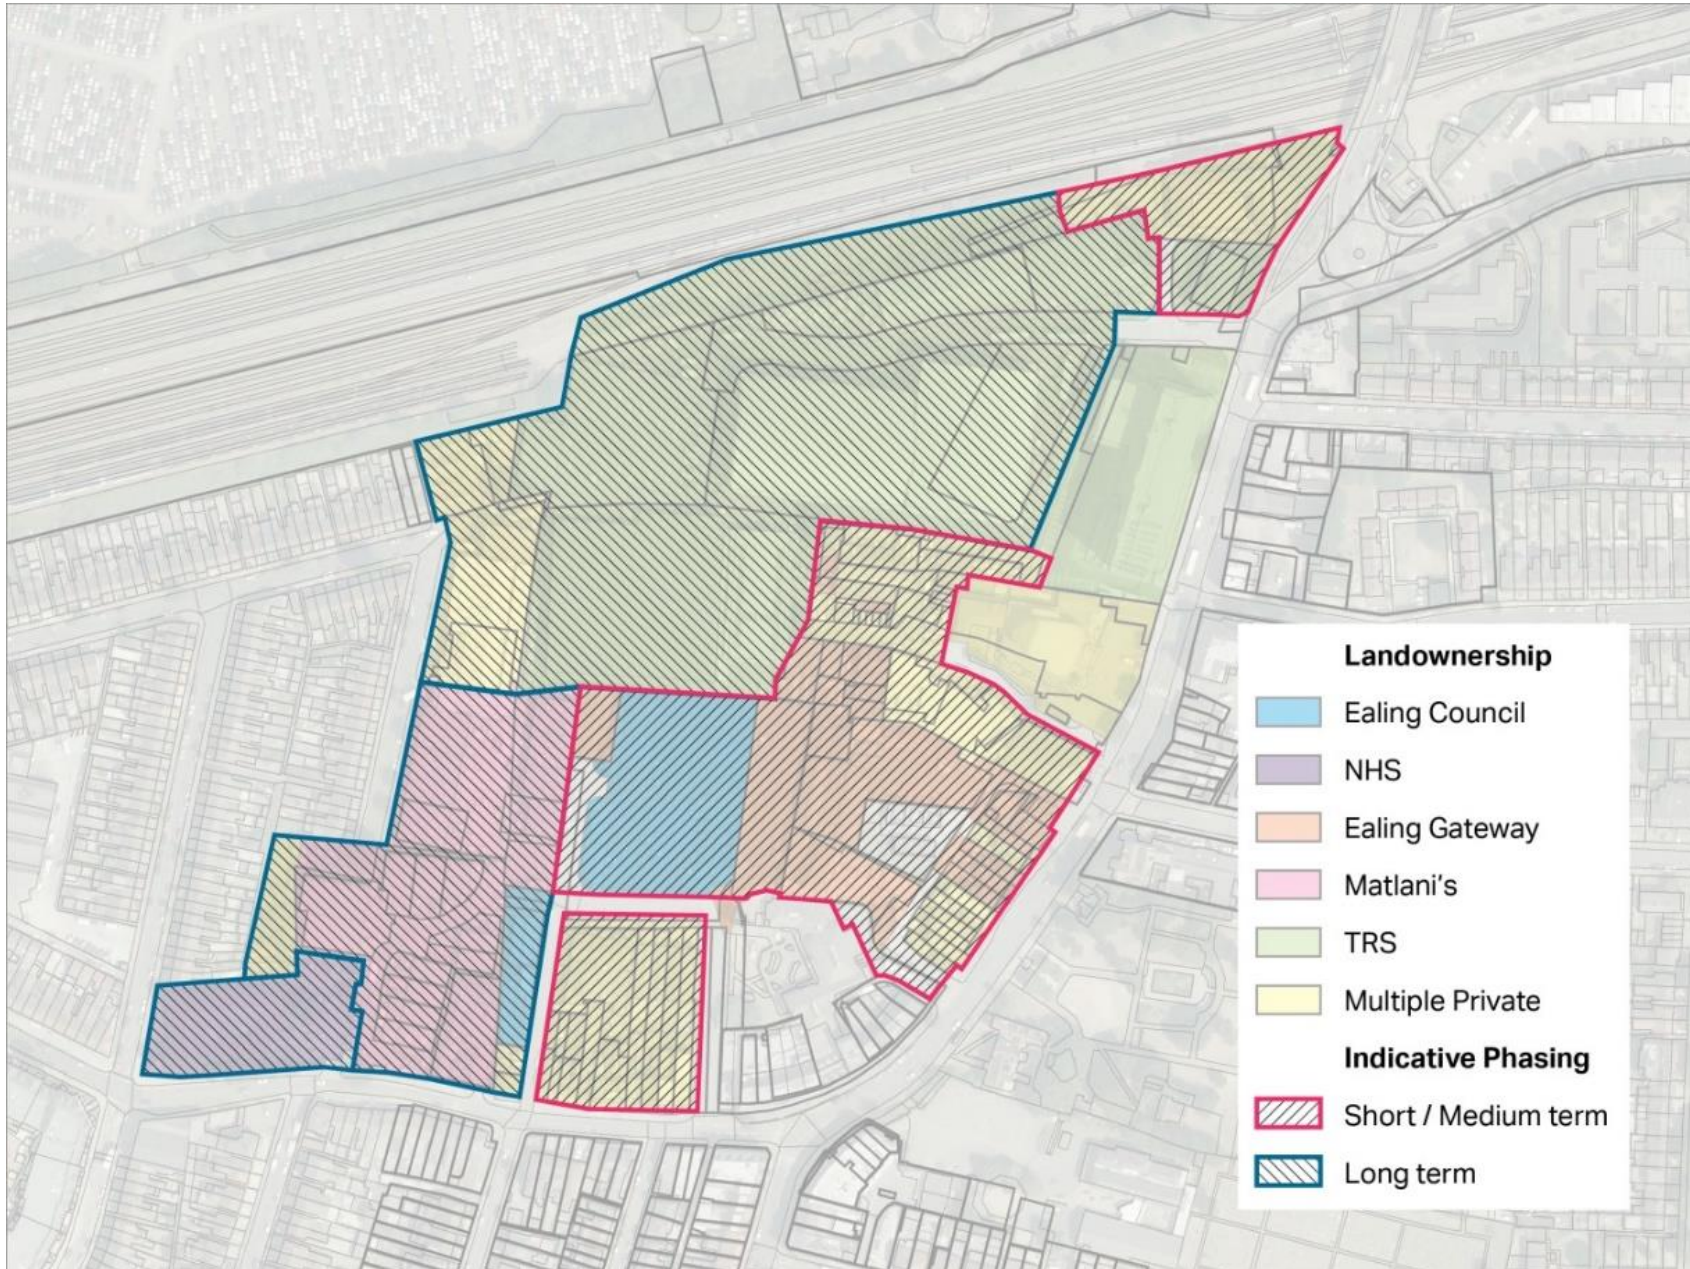 Landownership
Ealing Council
NHS
Ealing Gateway
Matlani's
TRS
Multiple Private
Indicative Phasing
Short / Medium term
Long term